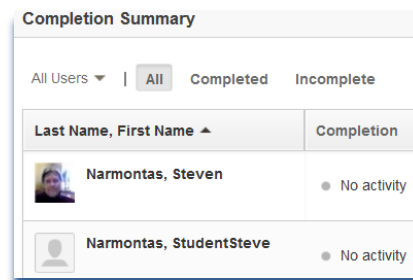 Completion Summary
All Users ▼ | All Completed Incomplete
Last Name, First Name ▲ Completion
Narmontas, Steven
No activity
Narmontas, StudentSteve
No activity